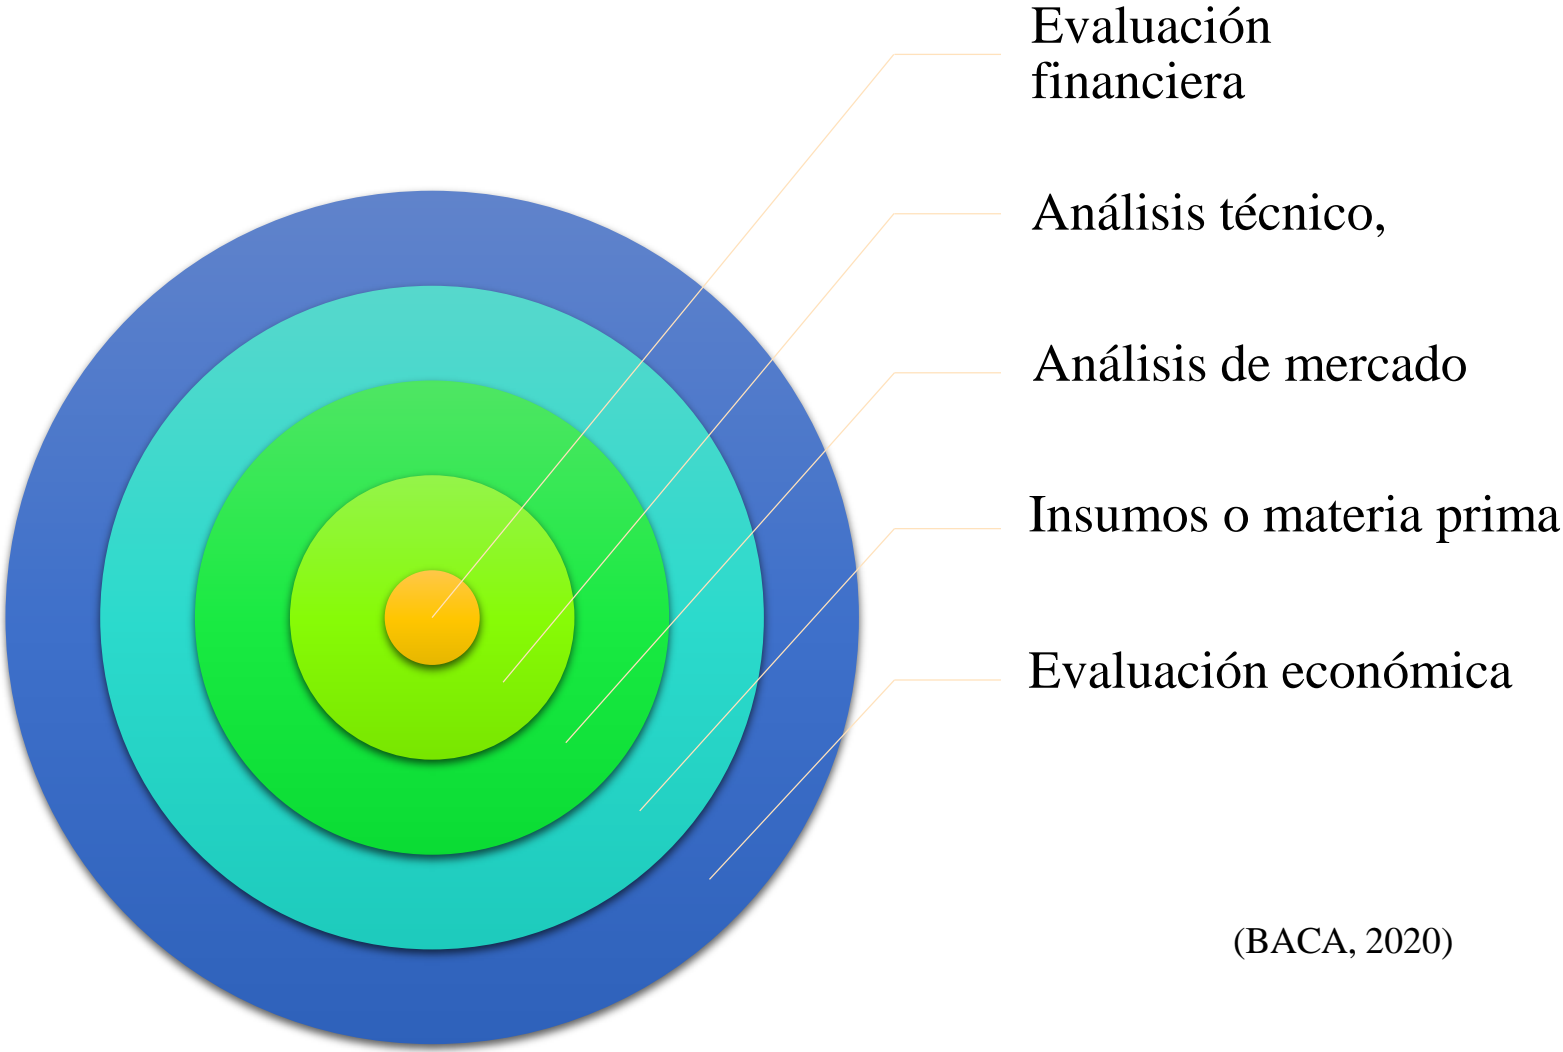 Evaluación
financiera
Análisis técnico,
Análisis de mercado
Insumos o materia prima
Evaluación económica
(BACA, 2020)